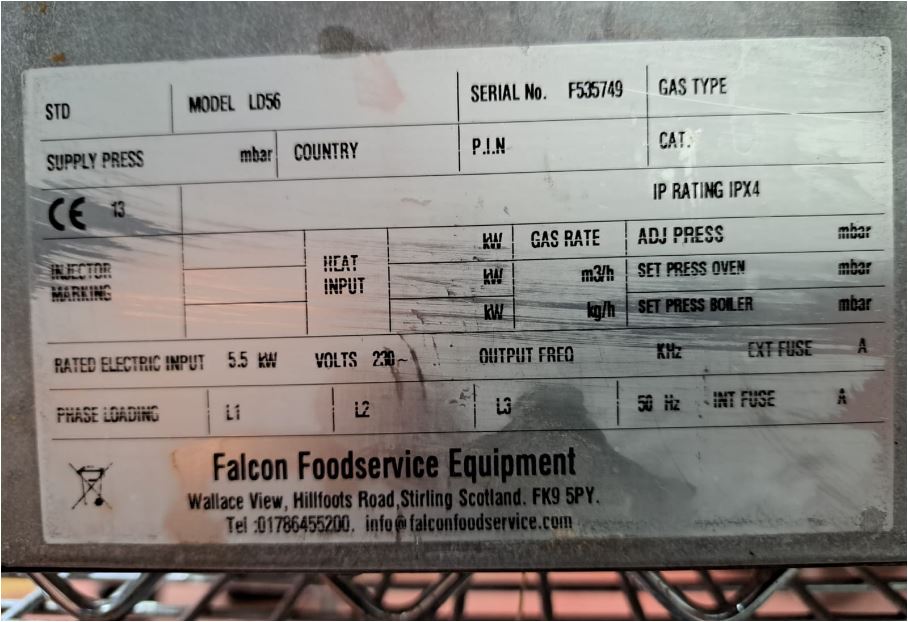 STD MODEL LD56 SERIAL No. F535749 GAS TYPE
SUPPLY PRESS mbar COUNTRY P.I.N CAT.
CE 13 IP RATING IPX4
INJECTOR MARKING HEAT INPUT kW GAS RATE ADJ PRESS mbar
kW m3/h SET PRESS OVEN mbar
kW kg/h SET PRESS BOILER mbar
RATED ELECTRIC INPUT 5.5 kW VOLTS 230~ OUTPUT FREQ KHz EXT FUSE A
PHASE LOADING L1 L2 L3 50 Hz INT FUSE A
Falcon Foodservice Equipment
Wallace View, Hillfoots Road,Stirling Scotland. FK9 5PY.
Tel :01786455200. info@falconfoodservice.com